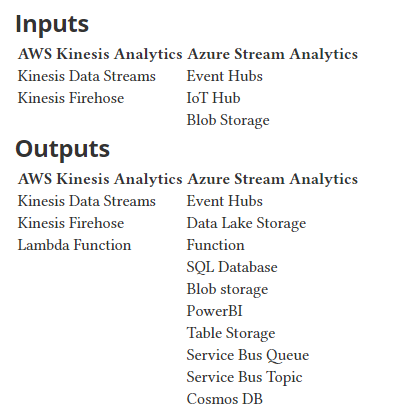 Inputs
AWS Kinesis Analytics Azure Stream Analytics
Kinesis Data Streams Event Hubs
Kinesis Firehose IoT Hub
Blob Storage
Outputs
AWS Kinesis Analytics Azure Stream Analytics
Kinesis Data Streams Event Hubs
Kinesis Firehose Data Lake Storage
Lambda Function Function
SQL Database
Blob storage
PowerBI
Table Storage
Service Bus Queue
Service Bus Topic
Cosmos DB